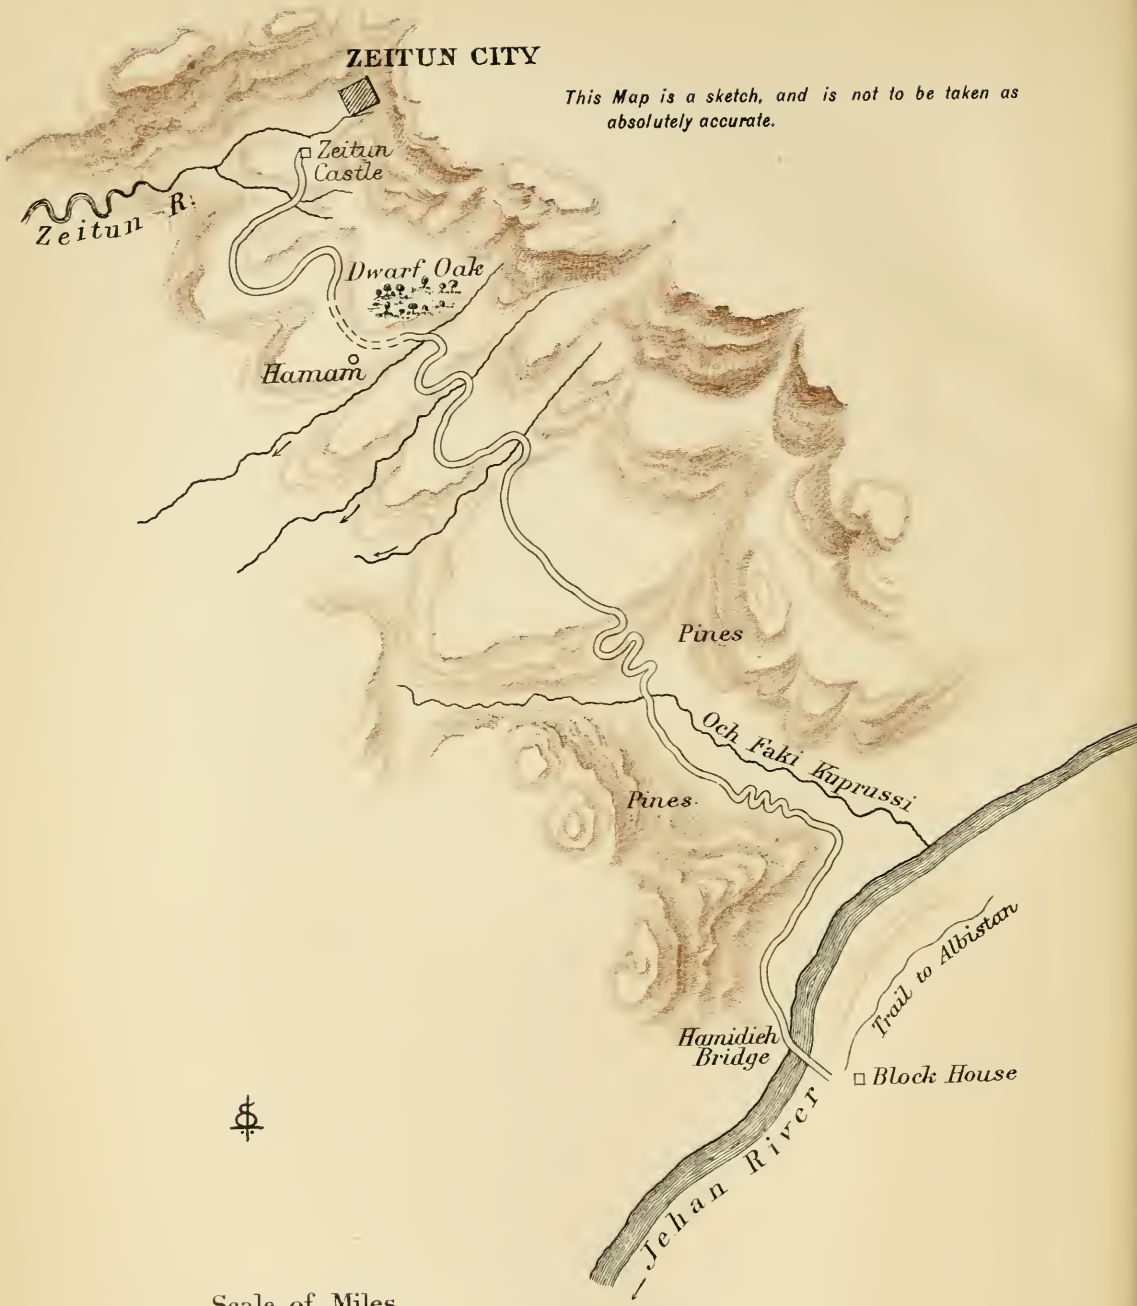 ZEITUN CITY
This Map is a sketch, and is not to be taken as
absolutely accurate.
Zeitun
Castle
Zeitun R.
Dwarf Oak
Hamam
Pines
Och Faki Kuprussi
Pines.
Trail to Albistan
Hamidieh
Bridge
Block House
Jehan River
Scale of Miles